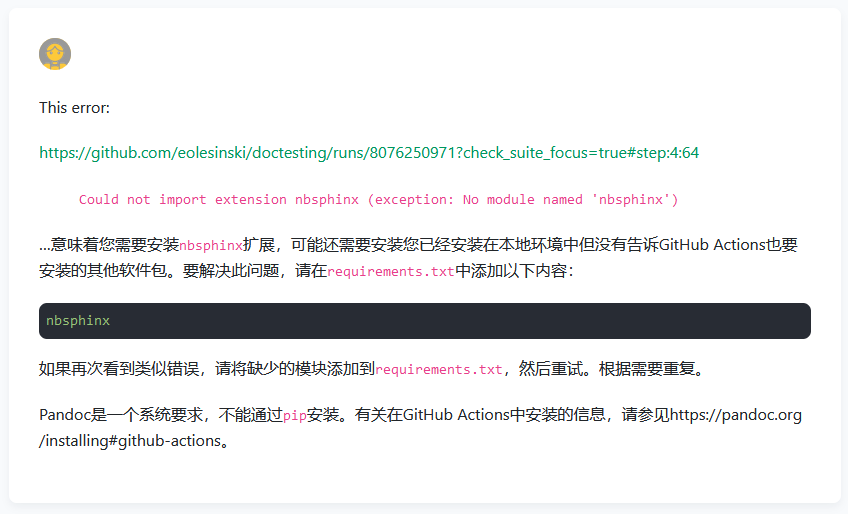 This error:
https://github.com/eolesinski/doctesting/runs/8076250971?check_suite_focus=true#step:4:64
Could not import extension nbsphinx (exception: No module named 'nbsphinx')
...意味着您需要安装nbsphinx扩展，可能还需要安装您已经安装在本地环境中但没有告诉GitHub Actions也要
安装的其他软件包。要解决此问题，请在requirements.txt中添加以下内容：
nbsphinx
如果再次看到类似错误，请将缺少的模块添加到requirements.txt，然后重试。根据需要重复。
Pandoc是一个系统要求，不能通过pip安装。有关在GitHub Actions中安装的信息，请参见https://pandoc.org
/installing#github-actions。